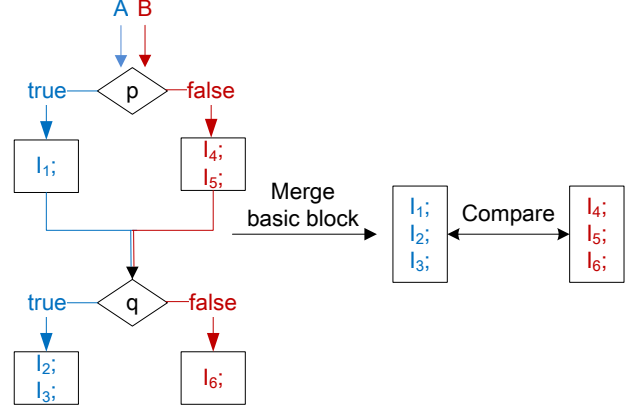 A B
true p false
I₁;
I₄;
I₅;
Merge
basic block
I₁;
I₂;
I₃;
Compare
I₄;
I₅;
I₆;
true q false
I₂;
I₃;
I₆;